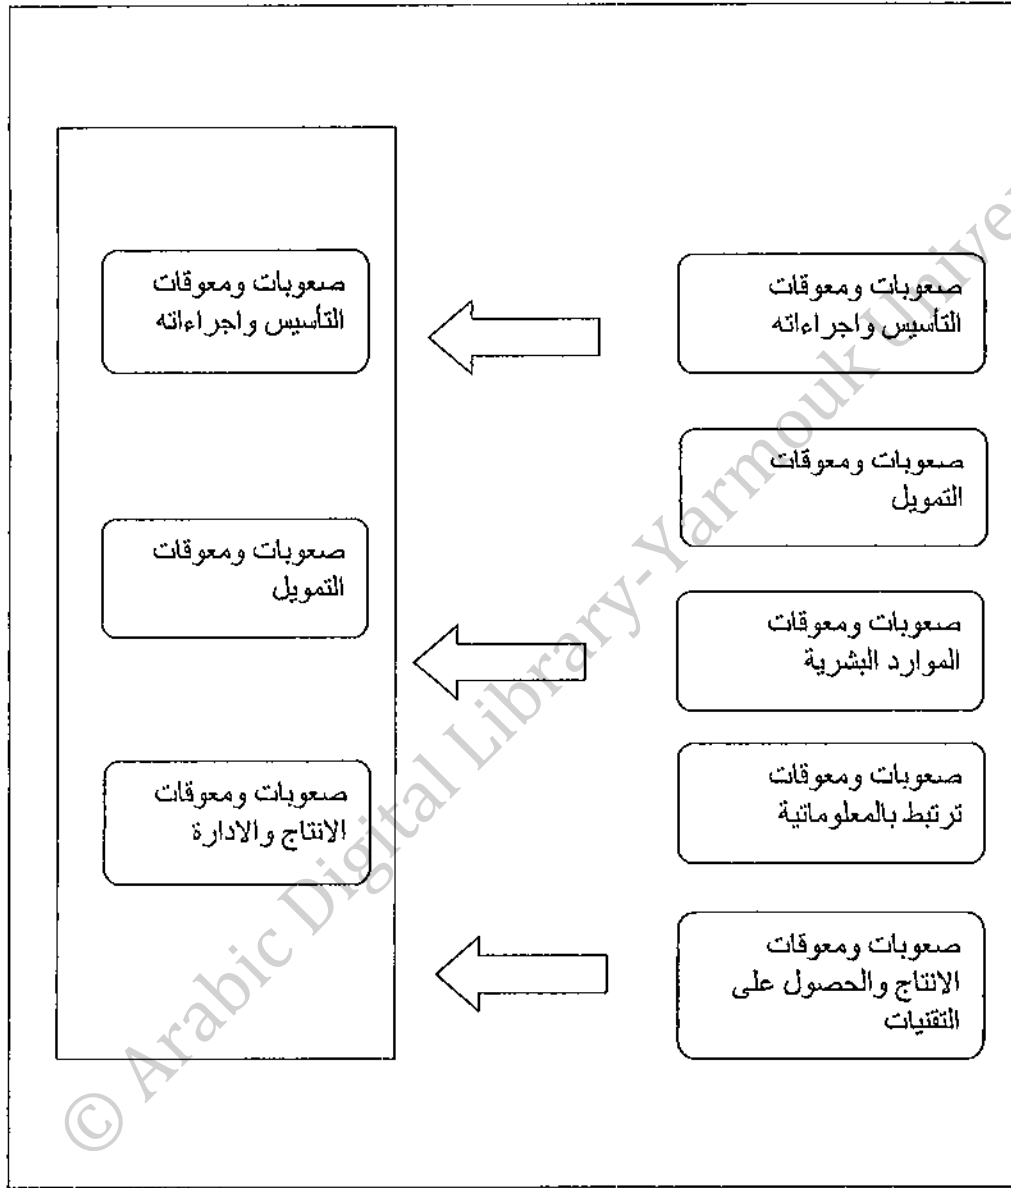 صعوبات ومعوقات
التأسيس واجراءاته
صعوبات ومعوقات
التمويل
صعوبات ومعوقات
الموارد البشرية
صعوبات ومعوقات
ترتبط بالمعلوماتية
صعوبات ومعوقات
الانتاج والحصول على
التقنيات
صعوبات ومعوقات
التأسيس واجراءاته
صعوبات ومعوقات
التمويل
صعوبات ومعوقات
الانتاج والادارة
© Arabic Digital Library-Yarmouk